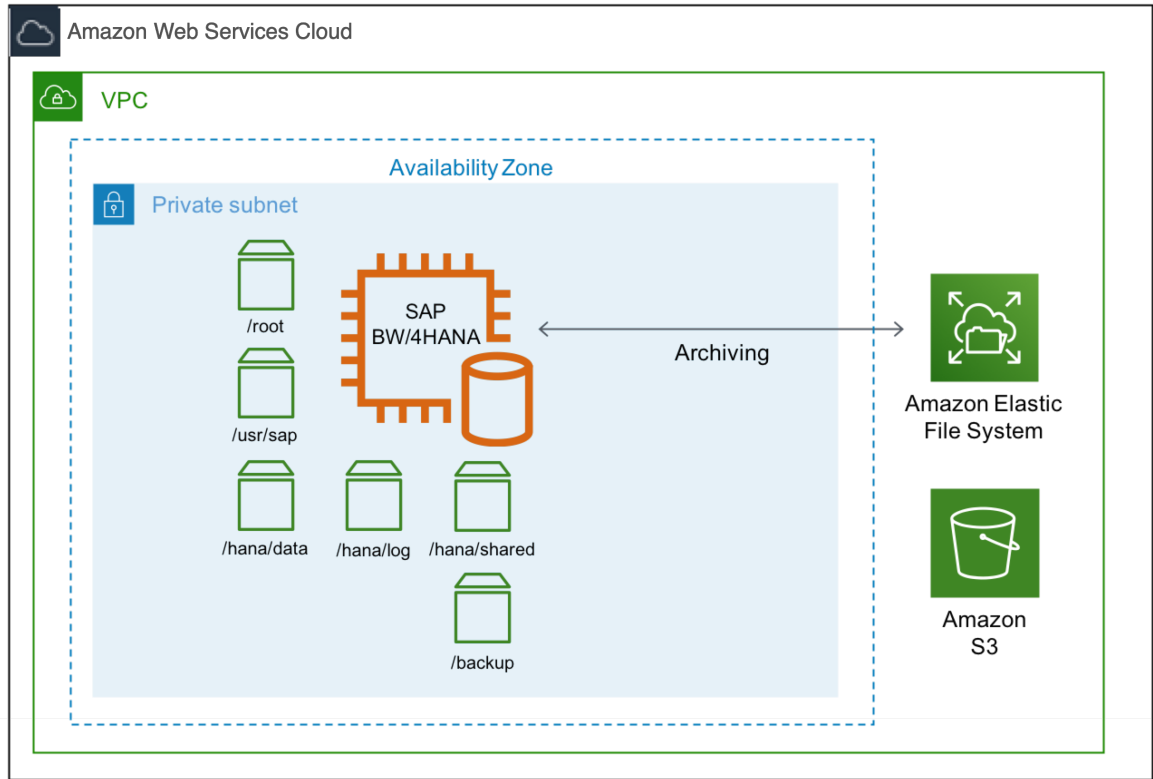 Amazon Web Services Cloud
VPC
Availability Zone
Private subnet
/root
SAP
BW/4HANA
Archiving
/usr/sap
Amazon Elastic
File System
/hana/data
/hana/log
/hana/shared
/backup
Amazon
S3